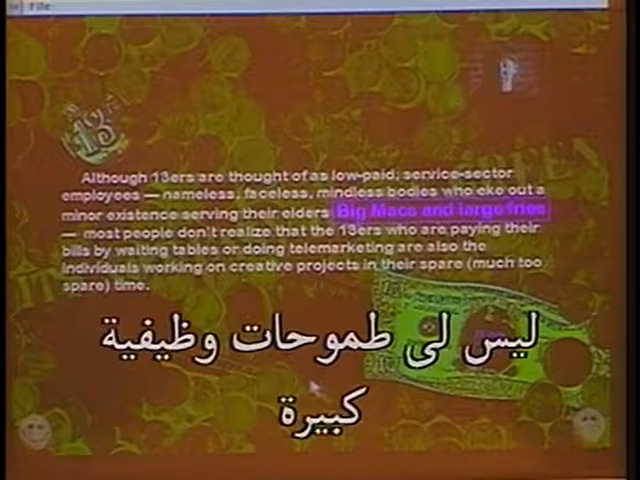 File
13
Although 13ers are thought of as low-paid, service-sector
employees — nameless, faceless, mindless bodies who eke out a
minor existence serving their elders Big Macs and large fries
— most people don't realize that the 13ers who are paying their
bills by waiting tables or doing telemarketing are also the
individuals working on creative projects in their spare (much too
spare) time.
ليس لى طموحات وظيفية
كبيرة